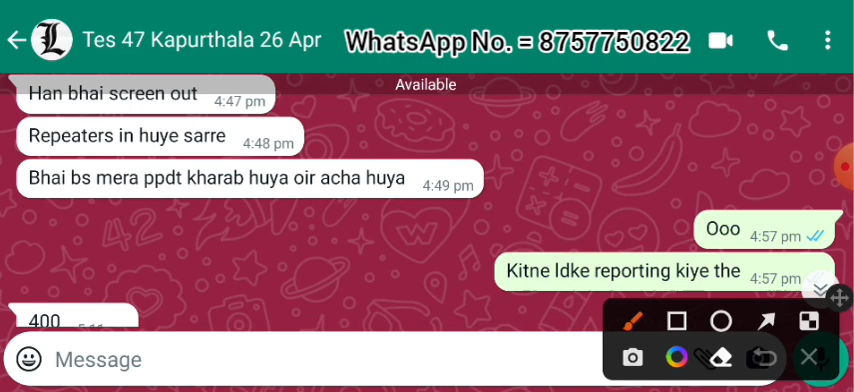 Tes 47 Kapurthala 26 Apr
WhatsApp No. = 8757750822
Available
Han bhai screen out 4:47 pm
Repeaters in huye sarre 4:48 pm
Bhai bs mera ppdt kharab huya oir acha huya 4:49 pm
Ooo 4:57 pm
Kitne ldke reporting kiye the 4:57 pm
400
Message